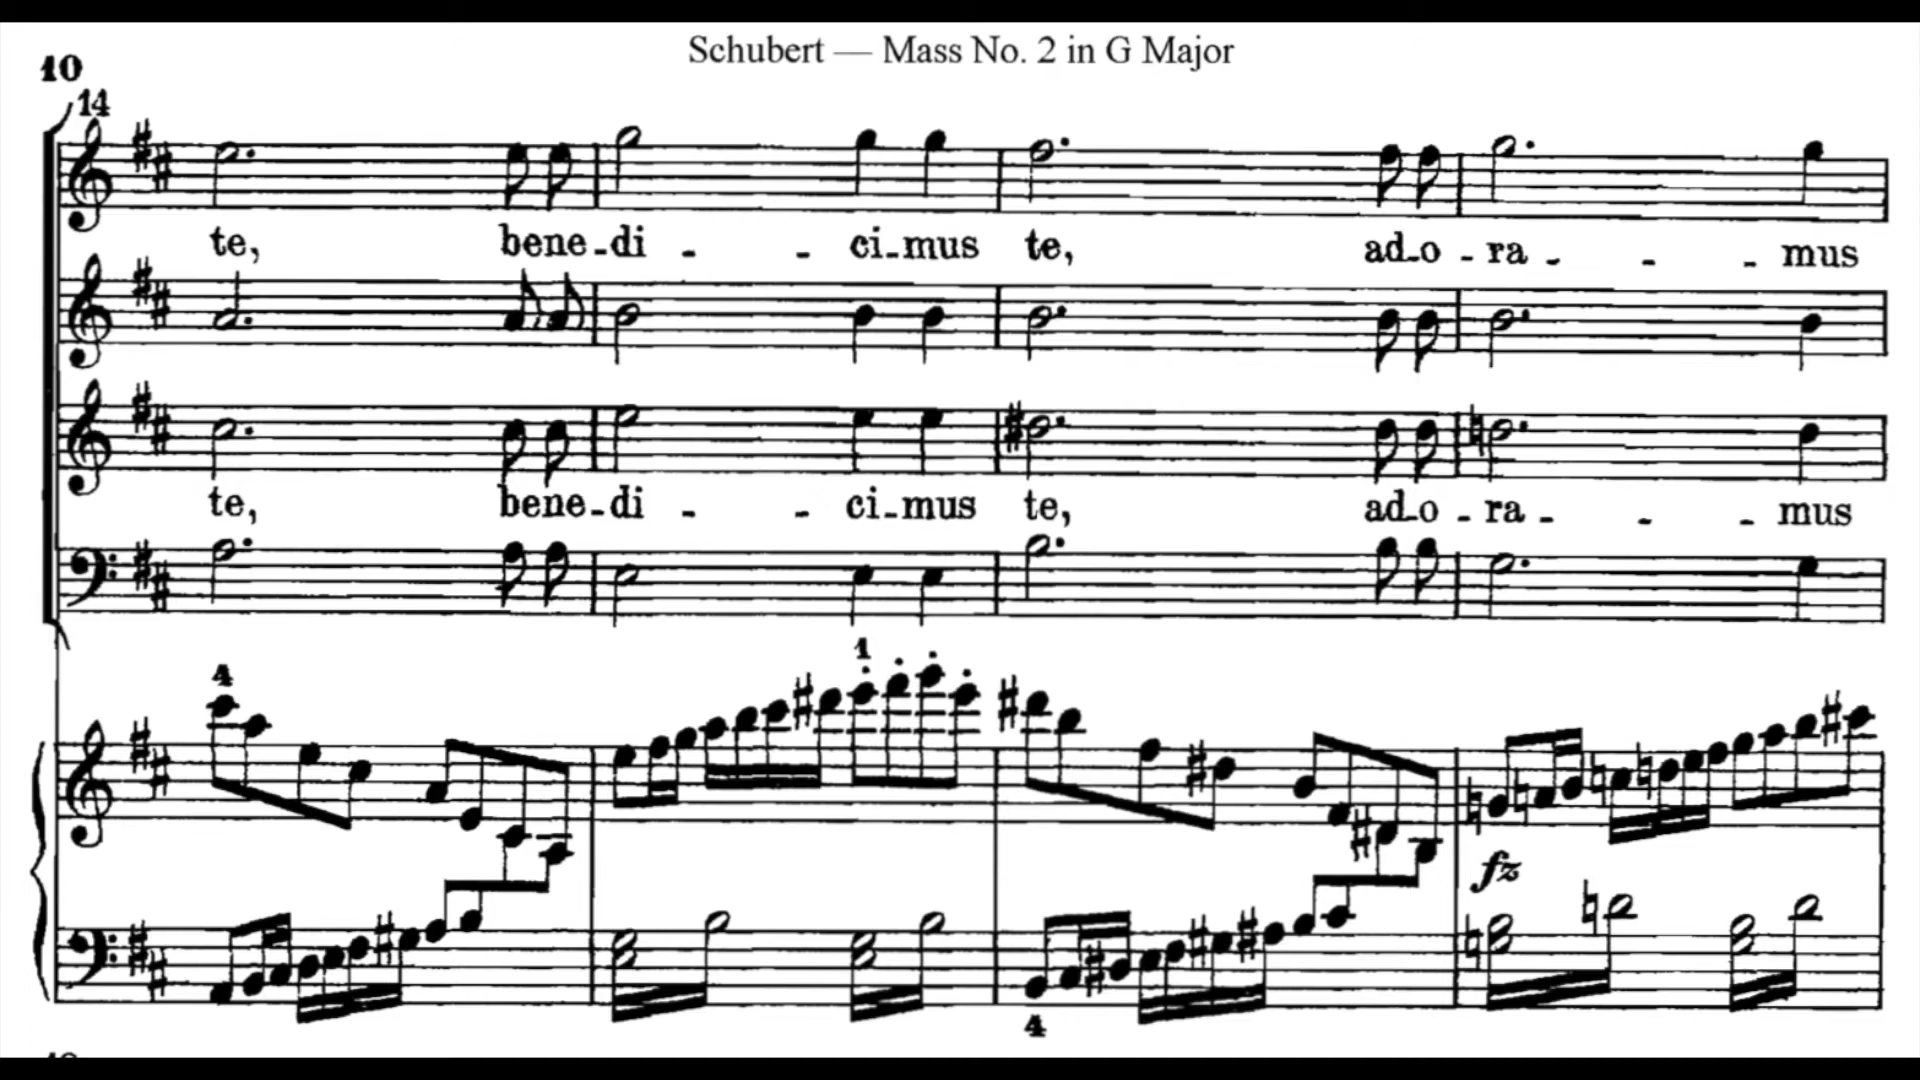 Schubert — Mass No. 2 in G Major
10
14
te, bene-di - - ci-mus te, ad-o - ra - - - mus
te, bene-di - - ci-mus te, ad-o - ra - - - mus
1
4
fz
4